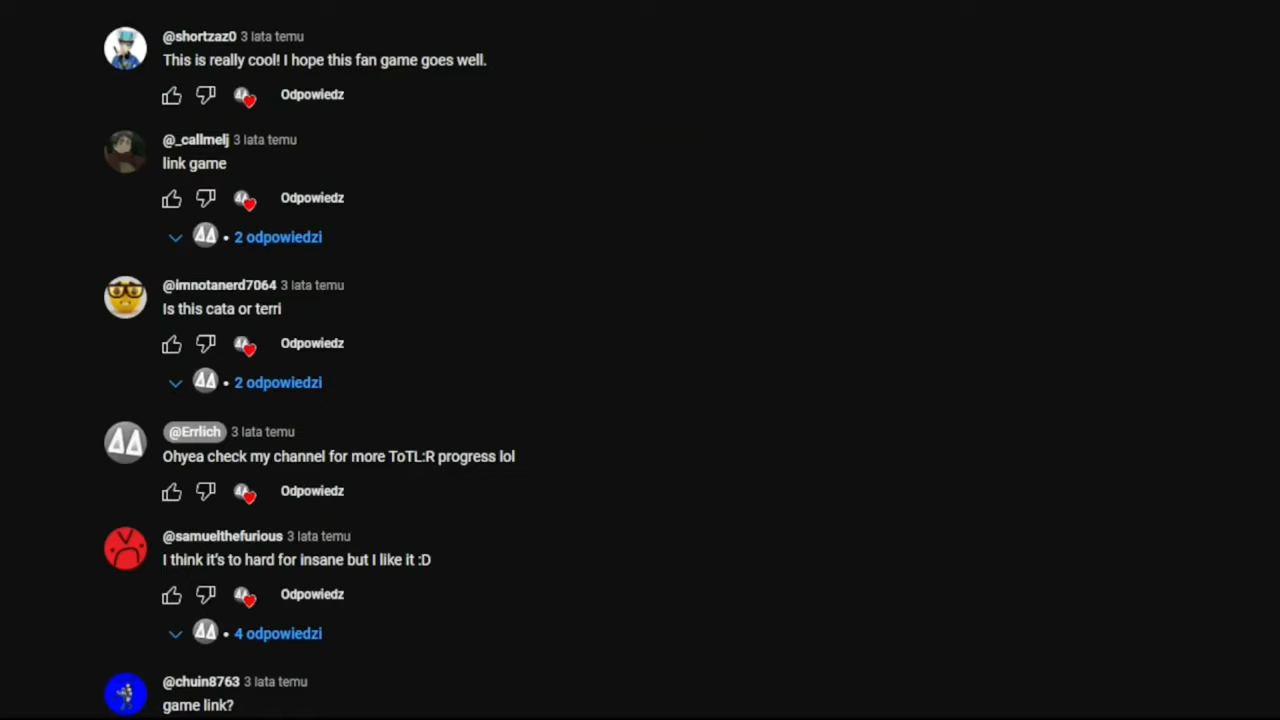 @shortzaz0 3 lata temu
This is really cool! I hope this fan game goes well.
Odpowiedz
@_callmelj 3 lata temu
link game
Odpowiedz
• 2 odpowiedzi
@imnotanerd7064 3 lata temu
Is this cata or terri
Odpowiedz
• 2 odpowiedzi
@Errlich 3 lata temu
Ohyea check my channel for more ToTL:R progress lol
Odpowiedz
@samuelthefurious 3 lata temu
I think it's to hard for insane but I like it :D
Odpowiedz
• 4 odpowiedzi
@chuin8763 3 lata temu
game link?